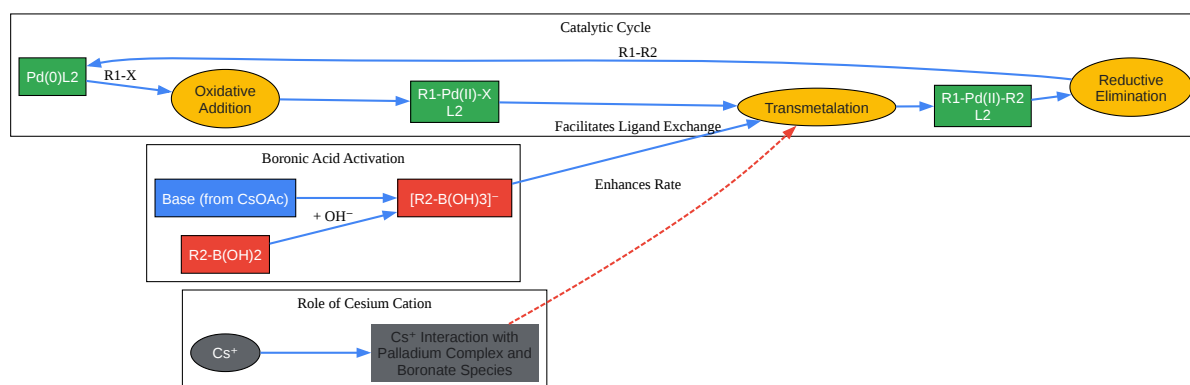 Catalytic Cycle
R1-R2
Pd(0)L2
R1-X
Oxidative
Addition
R1-Pd(II)-X
L2
Transmetalation
R1-Pd(II)-R2
L2
Reductive
Elimination
Facilitates Ligand Exchange
Boronic Acid Activation
Base (from CsOAc)
+ OH⁻
[R2-B(OH)3]⁻
R2-B(OH)2
Enhances Rate
Role of Cesium Cation
Cs⁺
Cs⁺ Interaction with
Palladium Complex and
Boronate Species